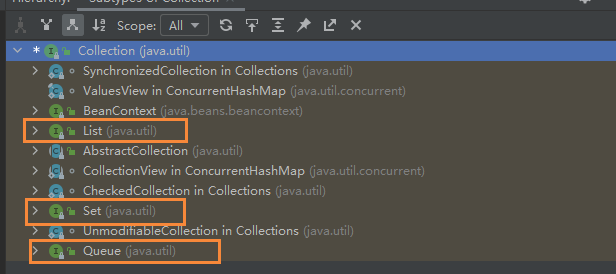 Hierarchy: Subtypes of Collection
Scope: All
* Collection (java.util)
SynchronizedCollection in Collections (java.util)
ValuesView in ConcurrentHashMap (java.util.concurrent)
BeanContext (java.beans.beancontext)
List (java.util)
AbstractCollection (java.util)
CollectionView in ConcurrentHashMap (java.util.concurrent)
CheckedCollection in Collections (java.util)
Set (java.util)
UnmodifiableCollection in Collections (java.util)
Queue (java.util)